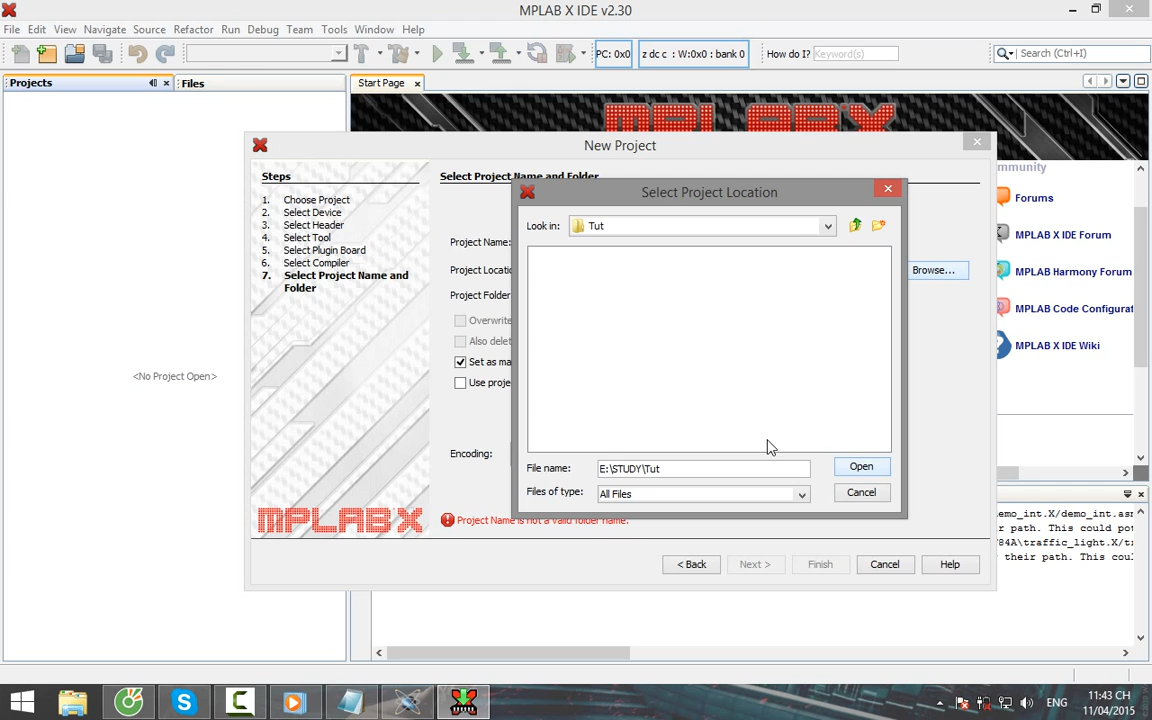 MPLAB X IDE v2.30
File Edit View Navigate Source Refactor Run Debug Team Tools Window Help
PC: 0x0 z dc c : W:0x0 : bank 0 How do I? (Keyword(s)) Search (Ctrl+I)
Projects Files Start Page
MPLAB X
New Project
Steps
1. Choose Project
2. Select Device
3. Select Header
4. Select Tool
5. Select Plugin Board
6. Select Compiler
7. Select Project Name and Folder
MPLAB X
Select Project Name and Folder
Project Name:
Project Locatio
Project Folder
Browse...
Overwrite
Also delet
Set as ma
Use proje
Encoding:
Project Name is not a valid folder name.
< Back Next > Finish Cancel Help
Select Project Location
Look in: Tut
File name: E:\STUDY\Tut Open
Files of type: All Files Cancel
mmunity
Forums
MPLAB X IDE Forum
MPLAB Harmony Forum
MPLAB Code Configurat
MPLAB X IDE Wiki
<No Project Open>
emo_int.X/demo_int.asm
r path. This could pot
84A\traffic_light.X/tr
their path. This coul
ENG
11:43 CH
11/04/2015